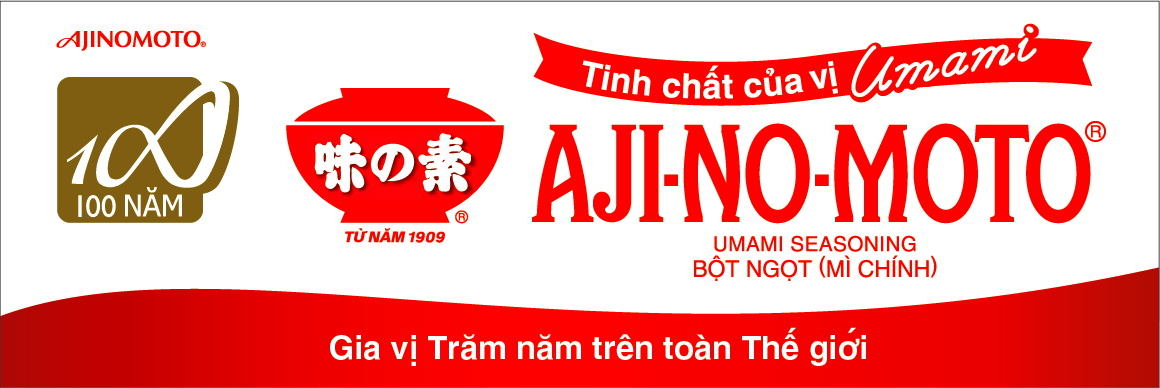 AJINOMOTO®
100
100 NĂM
味の素®
TỪ NĂM 1909
Tinh chất của vị Umami
AJI-NO-MOTO®
UMAMI SEASONING
BỘT NGỌT (MÌ CHÍNH)
Gia vị Trăm năm trên toàn Thế giới